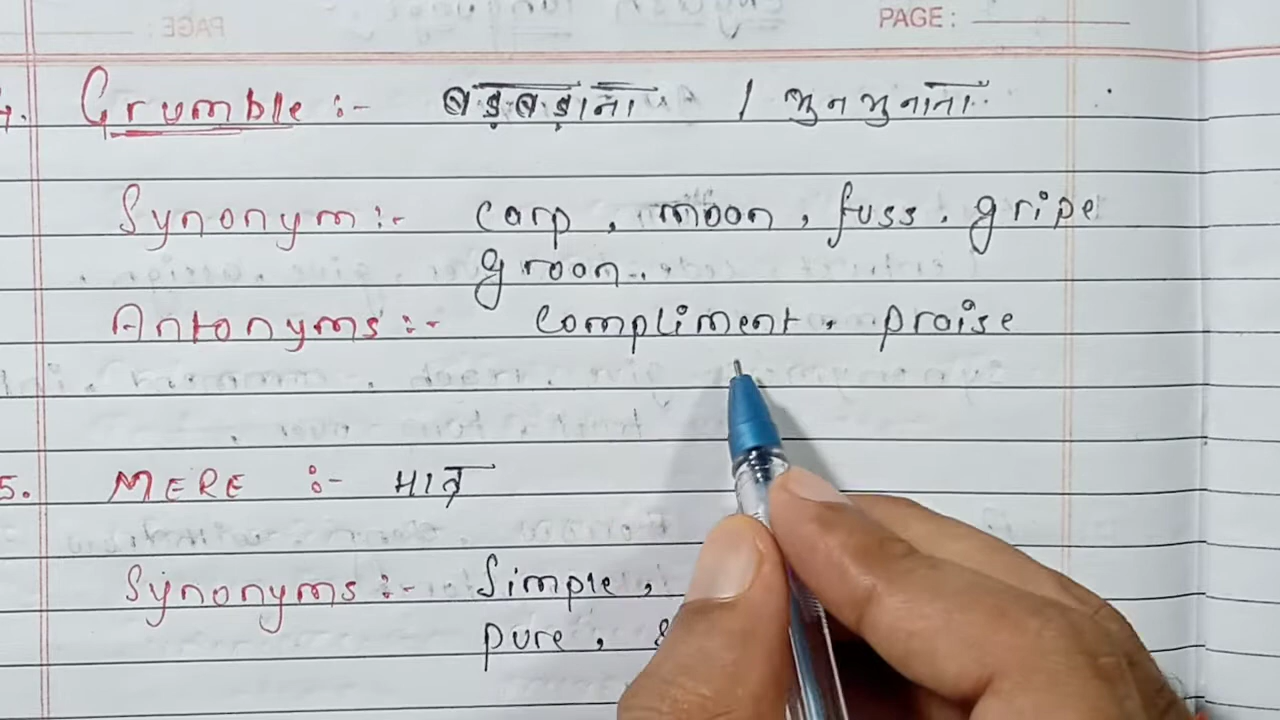 PAGE :
4. Grumble :- बड़बड़ाना / भुनभुनाना
Synonym :- carp, moan, fuss, gripe
groan.
Antonyms :- compliment, praise
5. MERE :- मात्र
Synonyms :- Simple,
pure,